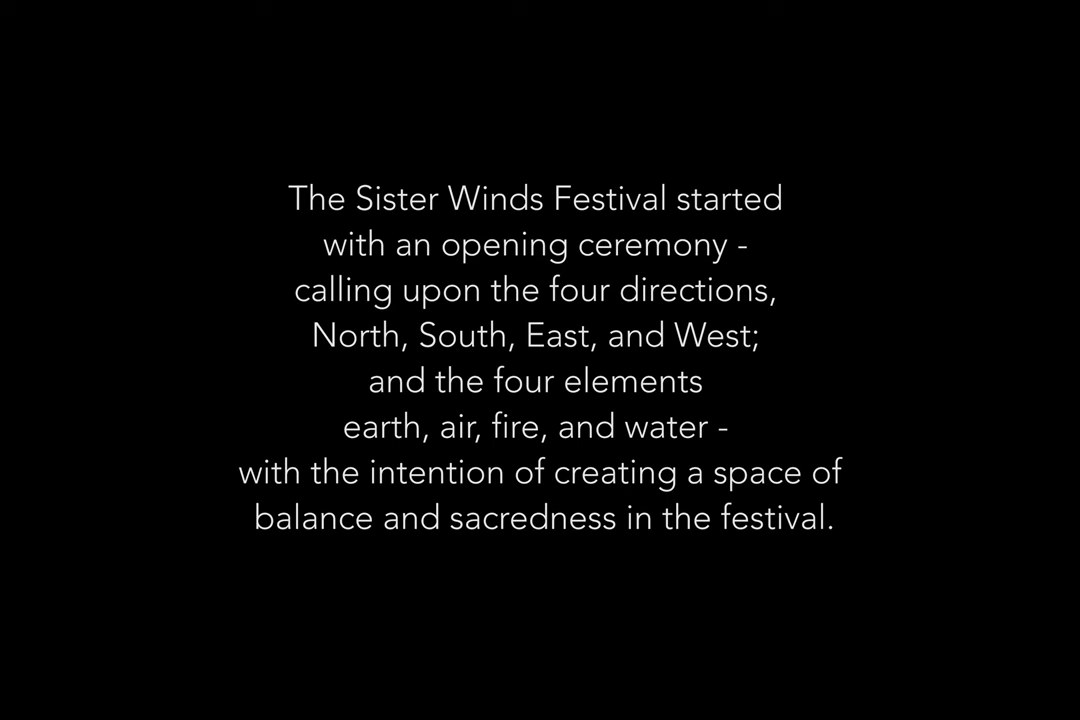 The Sister Winds Festival started
with an opening ceremony -
calling upon the four directions,
North, South, East, and West;
and the four elements
earth, air, fire, and water -
with the intention of creating a space of
balance and sacredness in the festival.